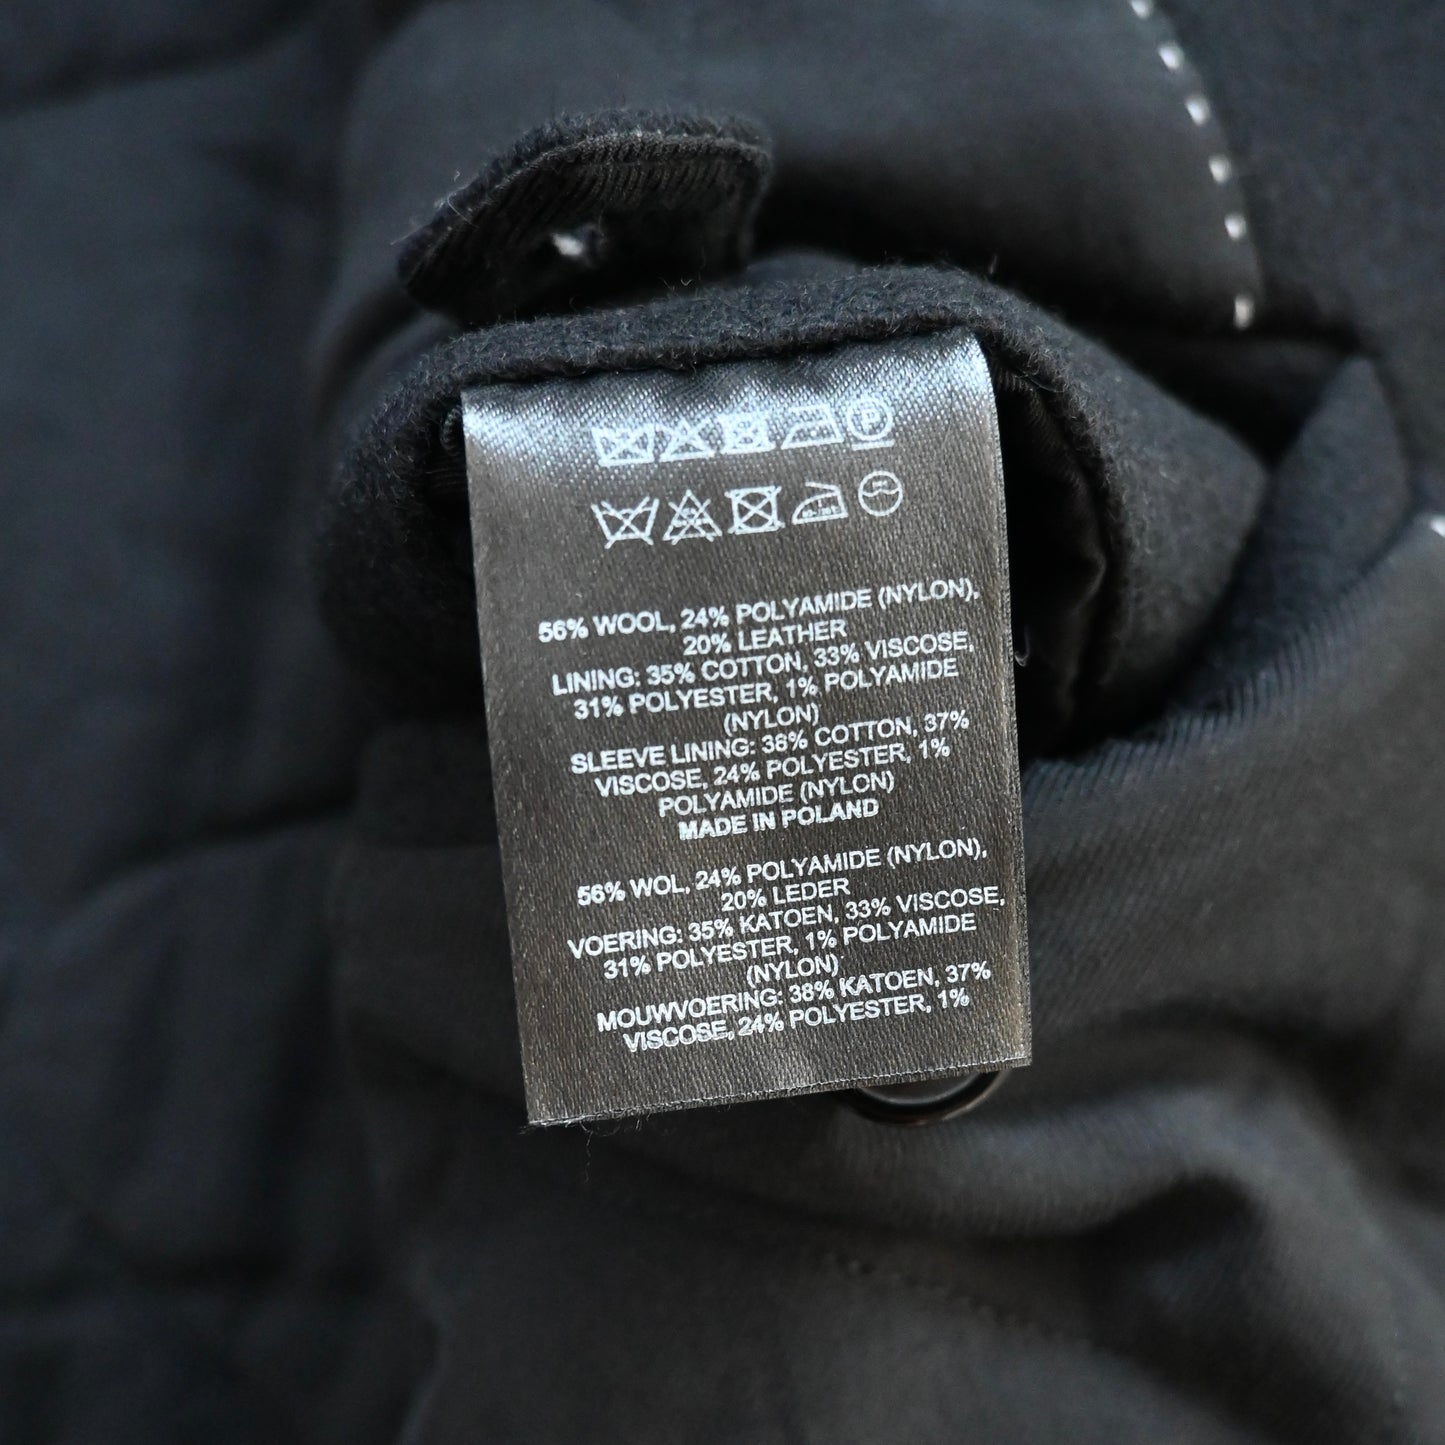 56% WOOL, 24% POLYAMIDE (NYLON),
20% LEATHER
LINING: 35% COTTON, 33% VISCOSE,
31% POLYESTER, 1% POLYAMIDE
(NYLON)
SLEEVE LINING: 38% COTTON, 37%
VISCOSE, 24% POLYESTER, 1%
POLYAMIDE (NYLON)
MADE IN POLAND
56% WOL, 24% POLYAMIDE (NYLON),
20% LEDER
VOERING: 35% KATOEN, 33% VISCOSE,
31% POLYESTER, 1% POLYAMIDE
(NYLON)
MOUWVOERING: 38% KATOEN, 37%
VISCOSE, 24% POLYESTER, 1%